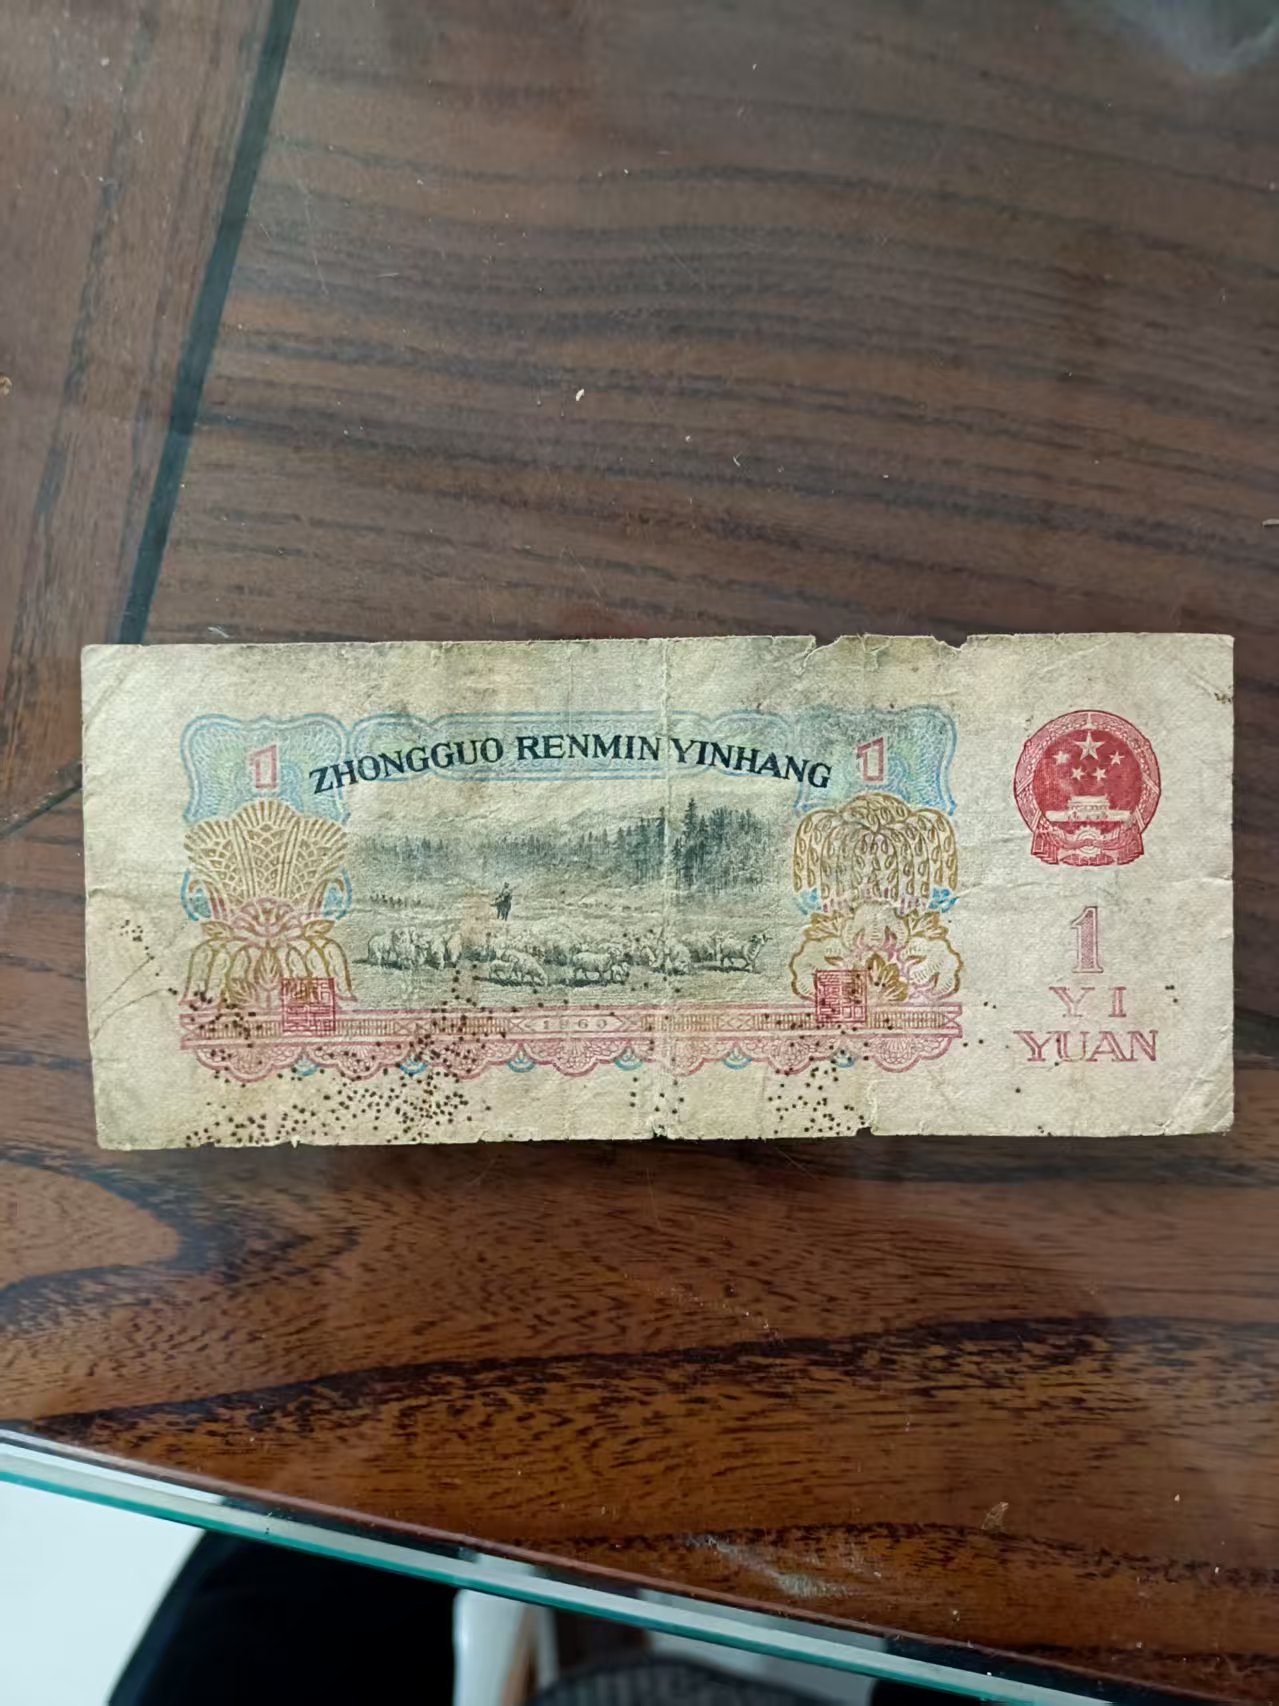 1 1
ZHONGGUO RENMIN YINHANG
1960
1
YI
YUAN